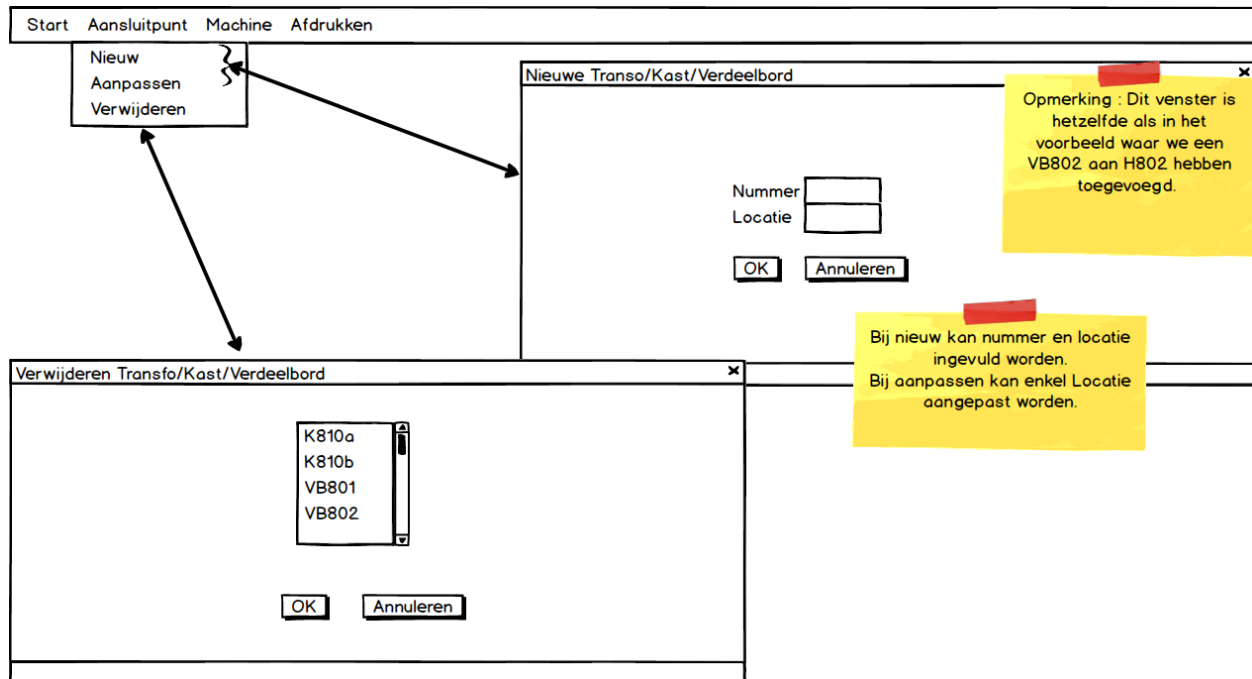 Start Aansluitpunt Machine Afdrukken
Nieuw
Aanpassen
Verwijderen
Nieuwe Transo/Kast/Verdeelbord
Nummer
Locatie
OK Annuleren
Opmerking : Dit venster is
hetzelfde als in het
voorbeeld waar we een
VB802 aan H802 hebben
toegevoegd.
Bij nieuw kan nummer en locatie
ingevuld worden.
Bij aanpassen kan enkel Locatie
aangepast worden.
Verwijderen Transfo/Kast/Verdeelbord
K810a
K810b
VB801
VB802
OK Annuleren